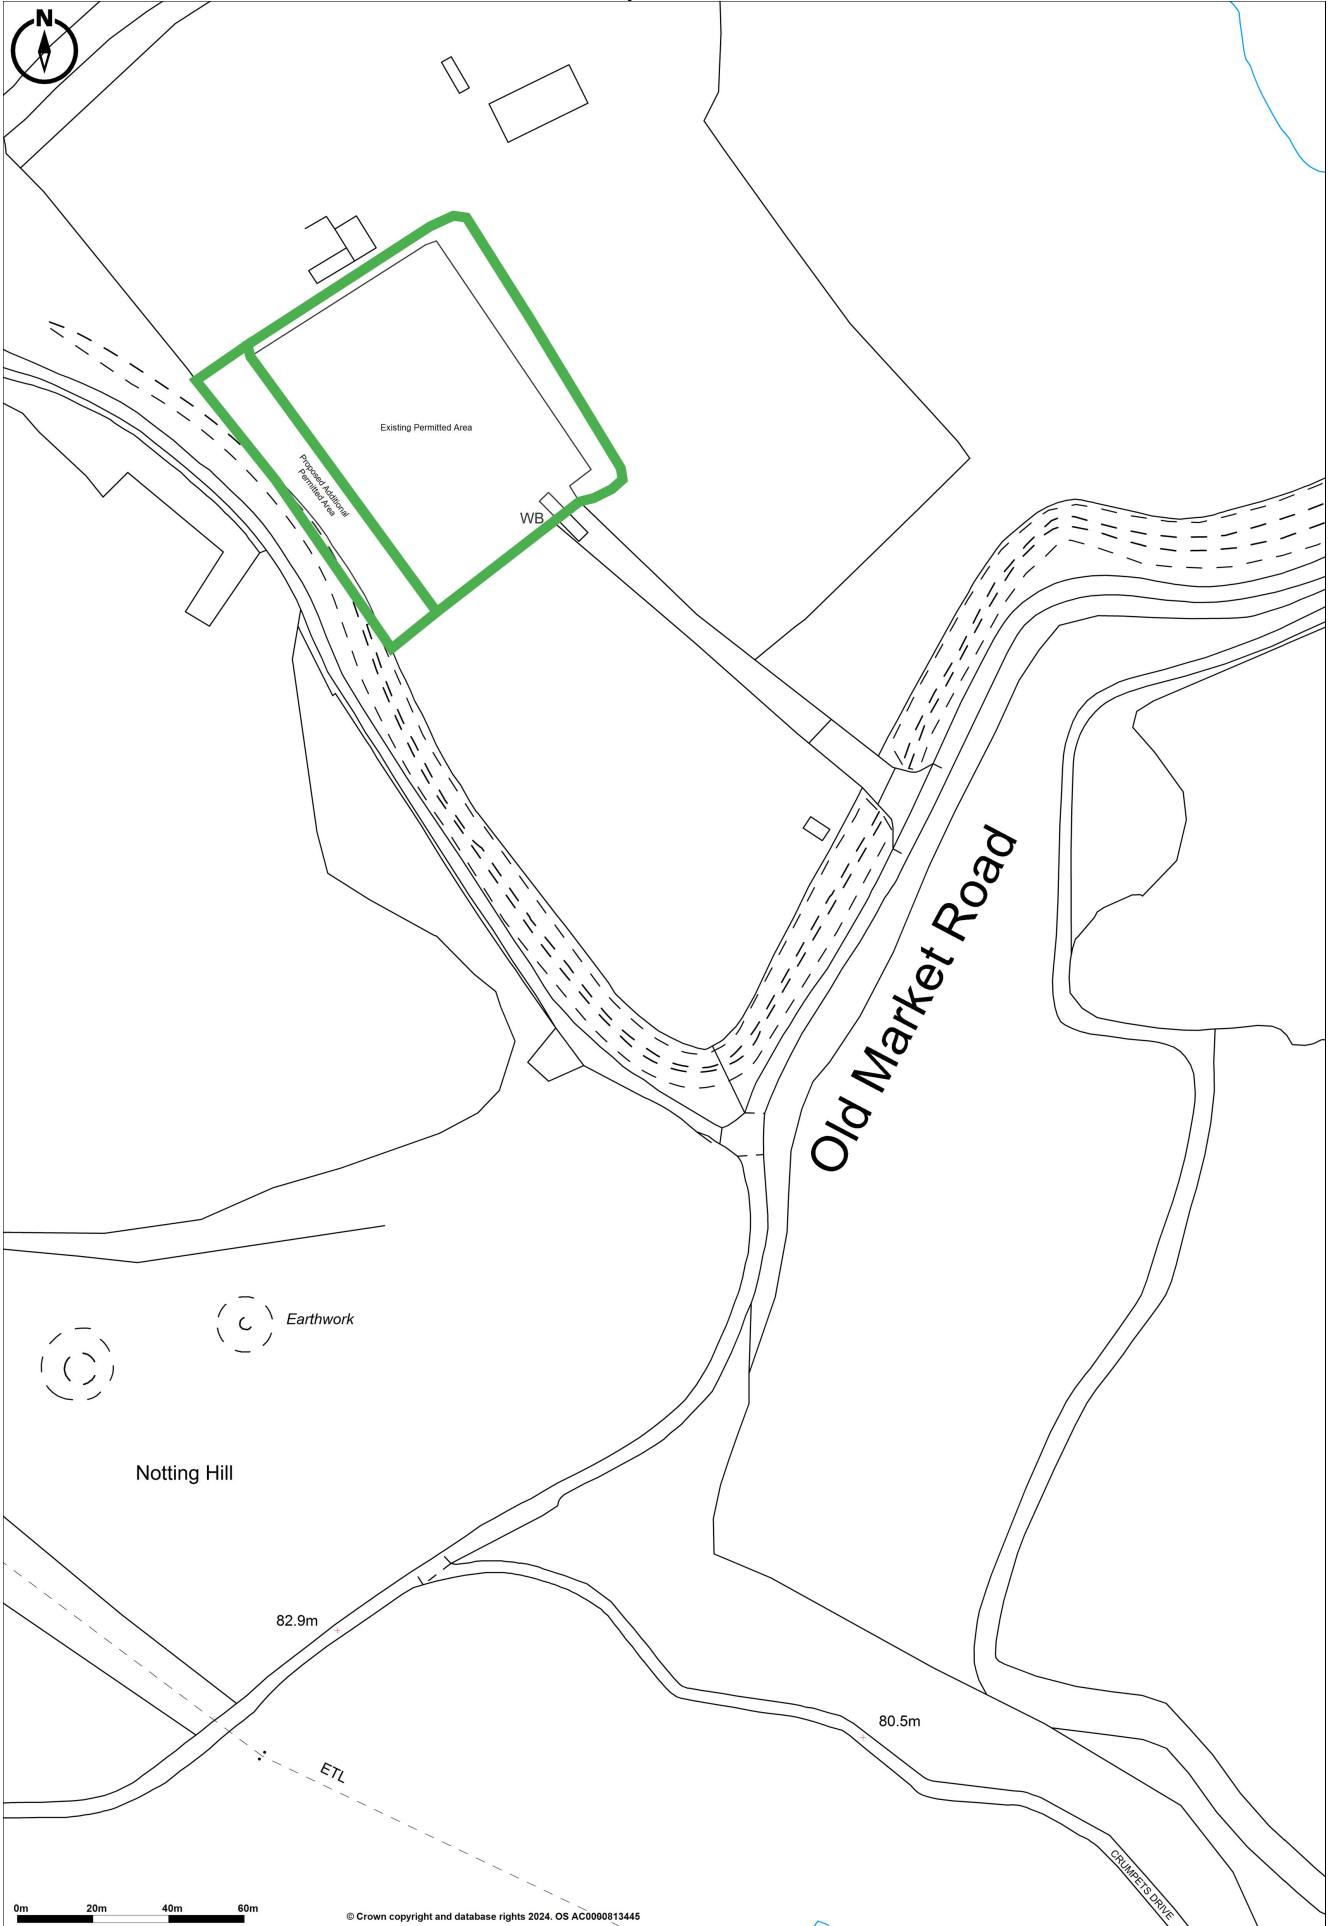 N
Existing Permitted Area
Proposed Additional
Permitted Area
WB
Old Market Road
Earthwork
Notting Hill
82.9m
80.5m
ETL
CRUMPETS DRIVE
0m 20m 40m 60m
© Crown copyright and database rights 2024. OS AC0000813445